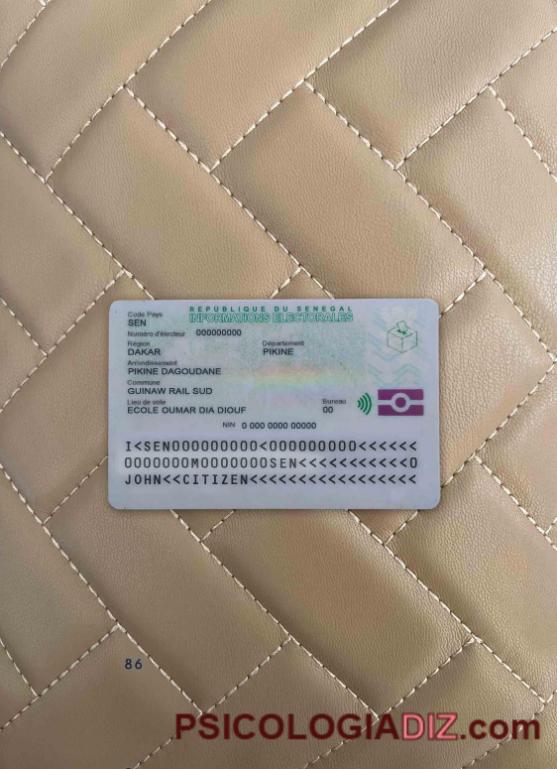 REPUBLIQUE DU SENEGAL
INFORMATIONS ELECTORALES
Code Pays
SEN
Numéro d'électeur 000000000
Région Département
DAKAR PIKINE
Arrondissement
PIKINE DAGOUDANE
Commune
GUINAW RAIL SUD
Lieu de vote Bureau
ECOLE OUMAR DIA DIOUF 00
NIN 0 000 0000 00000
I<SEN0000000000<000000000<<<<<<
0000000M0000000SEN<<<<<<<<<<<0
JOHN<<CITIZEN<<<<<<<<<<<<<<<<<
86
PSICOLOGIADIZ.com